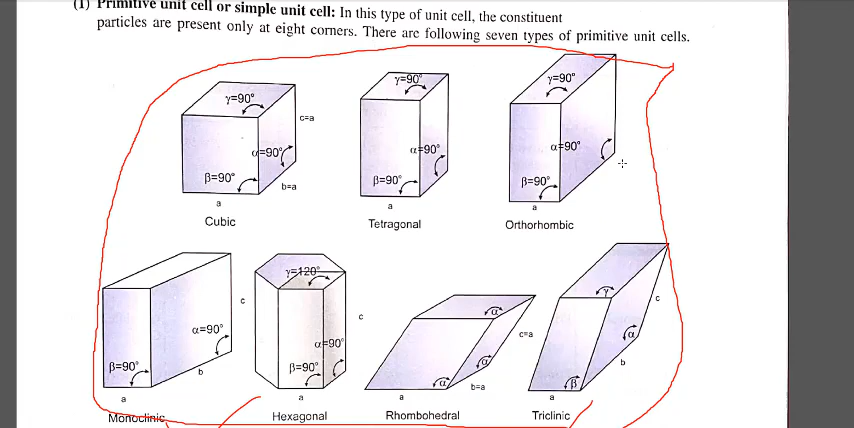 (1) Primitive unit cell or simple unit cell: In this type of unit cell, the constituent
particles are present only at eight corners. There are following seven types of primitive unit cells.
γ=90°
c=a
α=90°
β=90°
b=a
a
Cubic
γ=90°
α=90°
β=90°
a
Tetragonal
γ=90°
α=90°
β=90°
a
Orthorhombic
c
α=90°
β=90°
b
a
Monoclinic
γ=120°
c
α=90°
β=90°
a
Hexagonal
α
c=a
α
α
b=a
a
Rhombohedral
γ
c
α
b
β
a
Triclinic